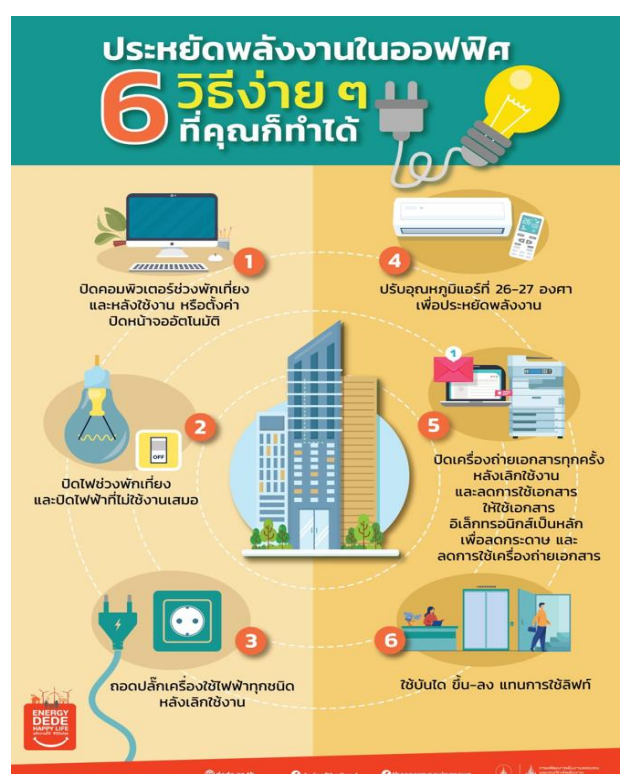 ประหยัดพลังงานในออฟฟิศ
6 วิธีง่าย ๆ
ที่คุณก็ทำได้
1
ปิดคอมพิวเตอร์ช่วงพักเที่ยง
และหลังใช้งาน หรือตั้งค่า
ปิดหน้าจออัตโนมัติ
2
OFF
ปิดไฟช่วงพักเที่ยง
และปิดไฟฟ้าที่ไม่ใช้งานเสมอ
3
ถอดปลั๊กเครื่องใช้ไฟฟ้าทุกชนิด
หลังเลิกใช้งาน
4
ปรับอุณหภูมิแอร์ที่ 26-27 องศา
เพื่อประหยัดพลังงาน
1
5
ปิดเครื่องถ่ายเอกสารทุกครั้ง
หลังเลิกใช้งาน
และลดการใช้เอกสาร
ให้ใช้เอกสาร
อิเล็กทรอนิกส์เป็นหลัก
เพื่อลดกระดาษ และ
ลดการใช้เครื่องถ่ายเอกสาร
6
ใช้บันได ขึ้น-ลง แทนการใช้ลิฟท์
ENERGY
DEDE
HAPPY LIFE